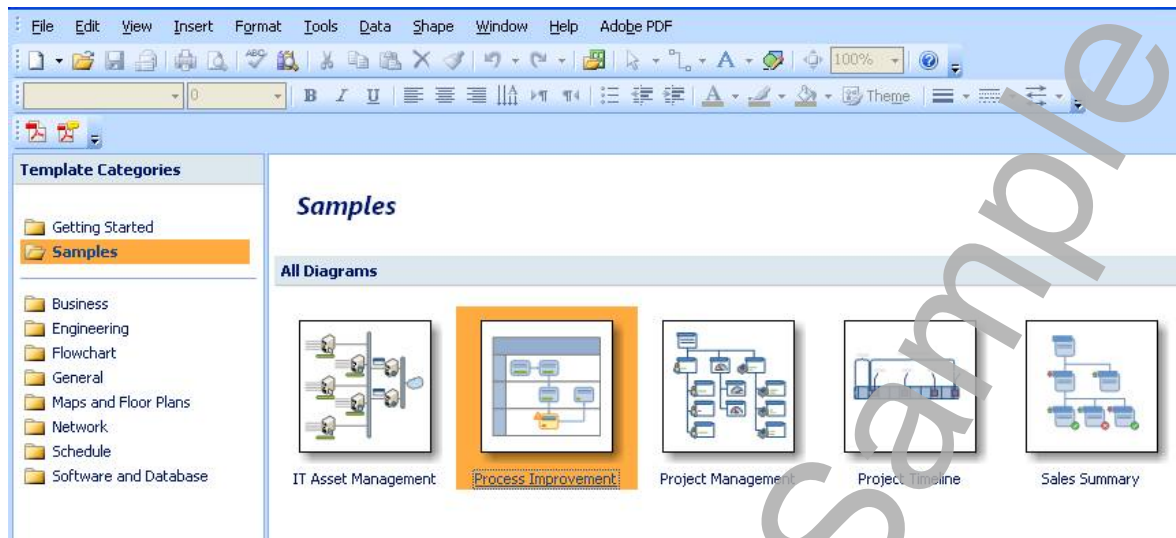 File Edit View Insert Format Tools Data Shape Window Help Adobe PDF
100%
0 B I U A Theme
Template Categories
Getting Started
Samples
Business
Engineering
Flowchart
General
Maps and Floor Plans
Network
Schedule
Software and Database
Samples
All Diagrams
IT Asset Management Process Improvement Project Management Project Timeline Sales Summary
Sample